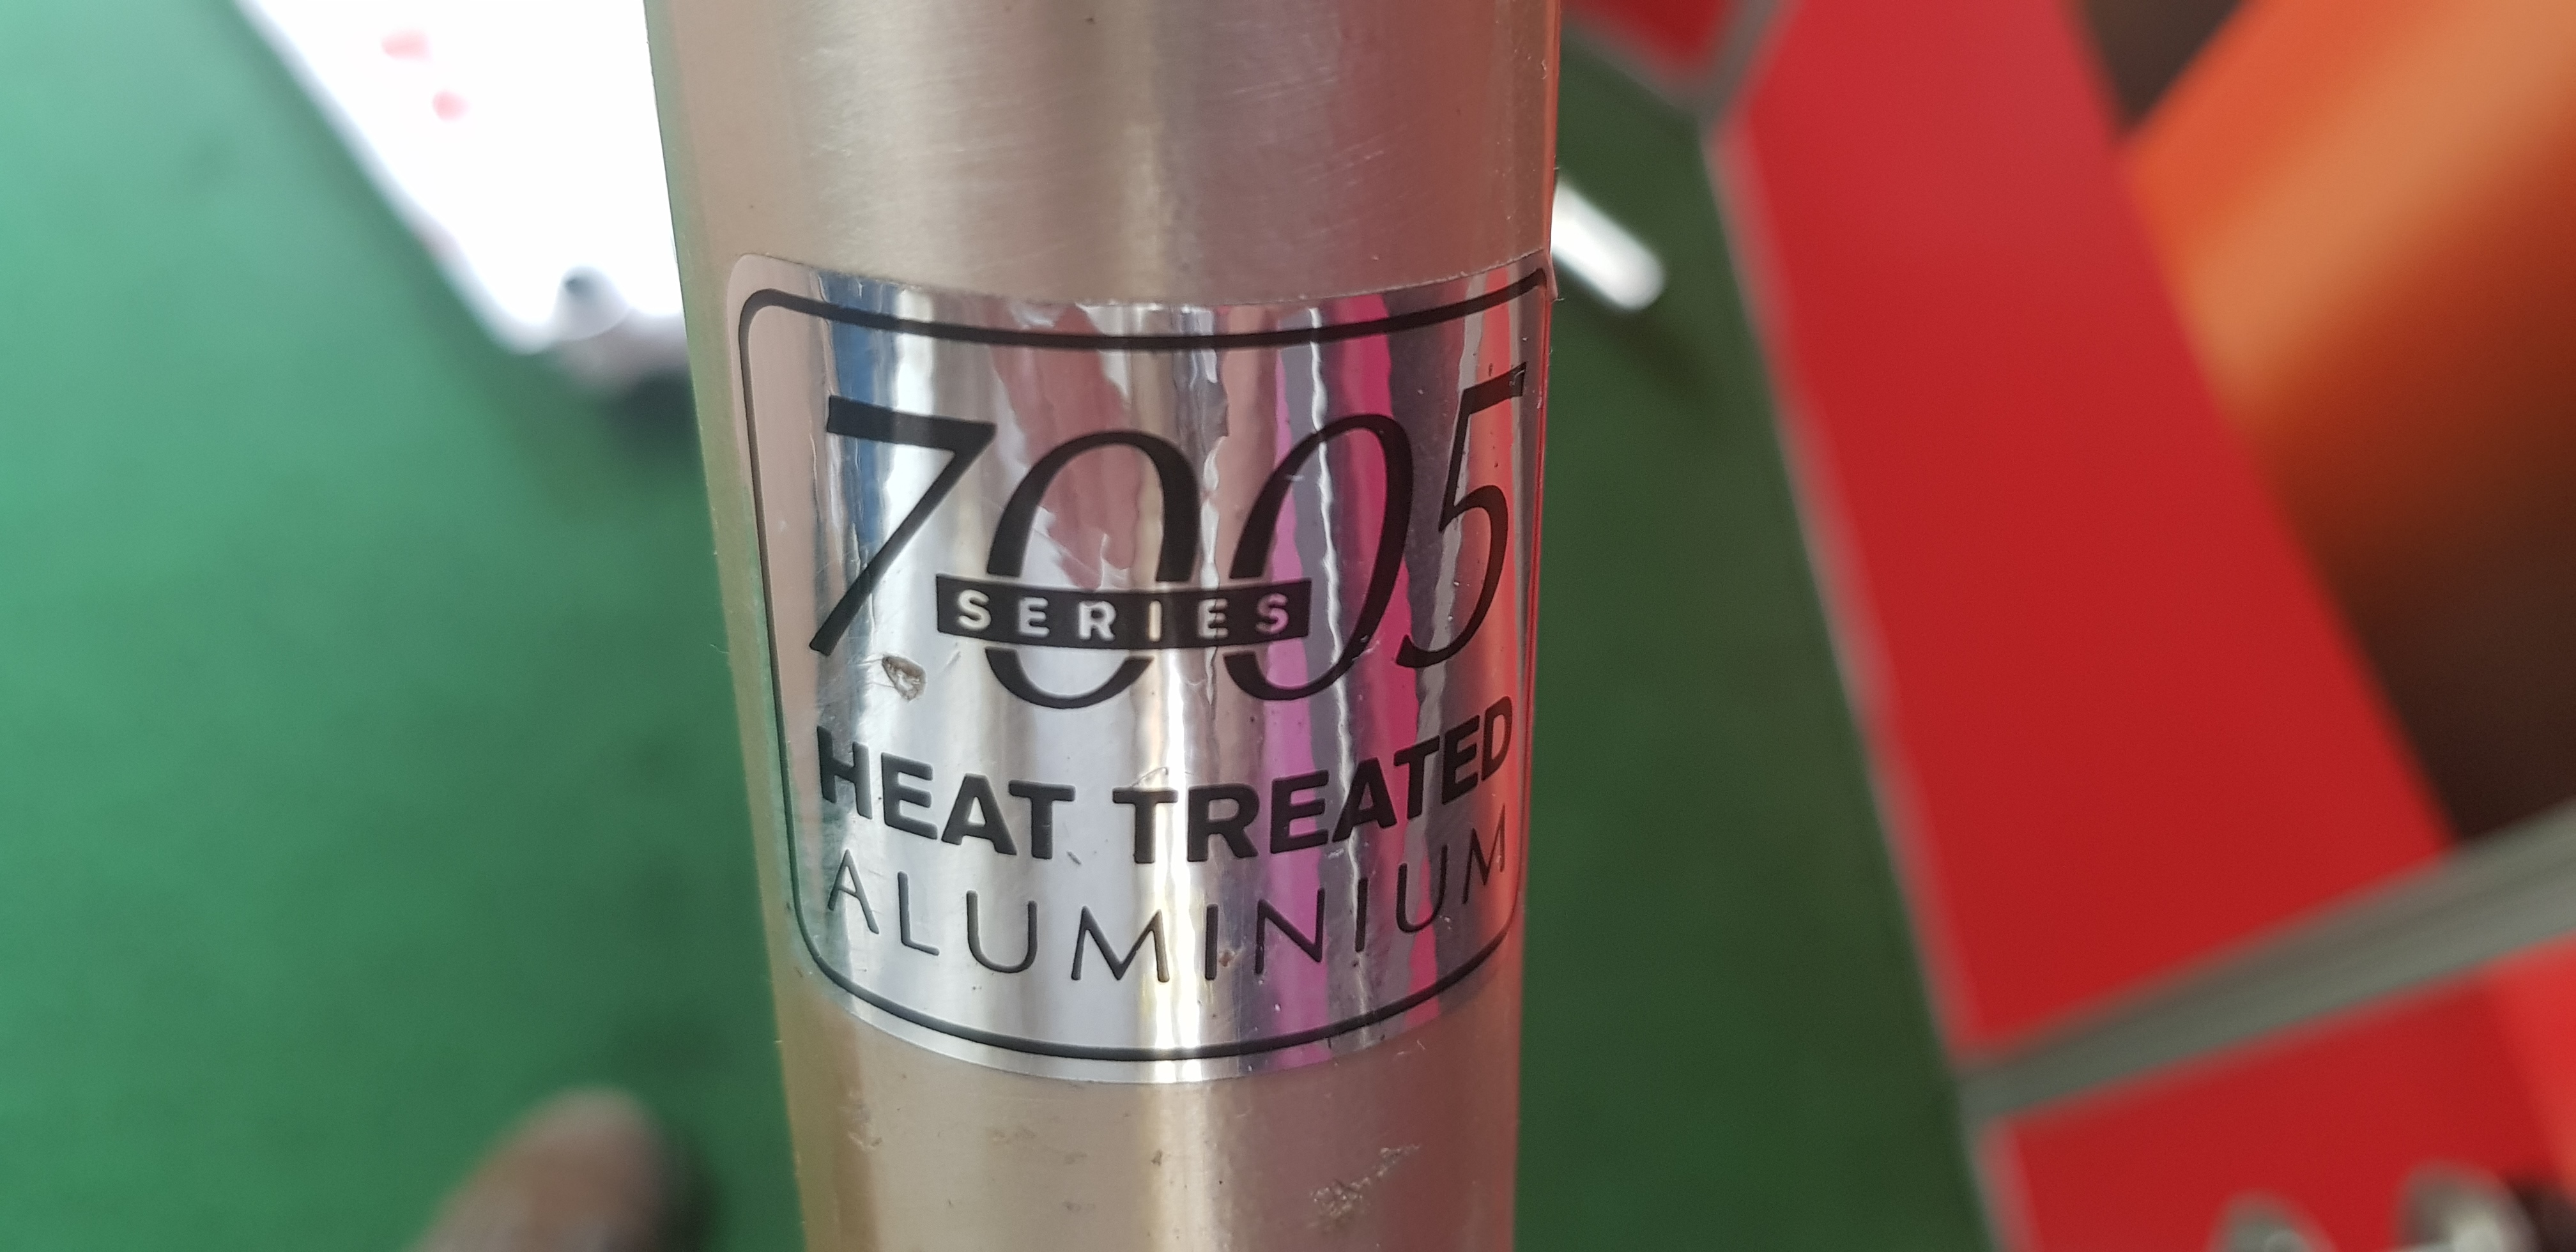 7005
SERIES
HEAT TREATED
ALUMINIUM